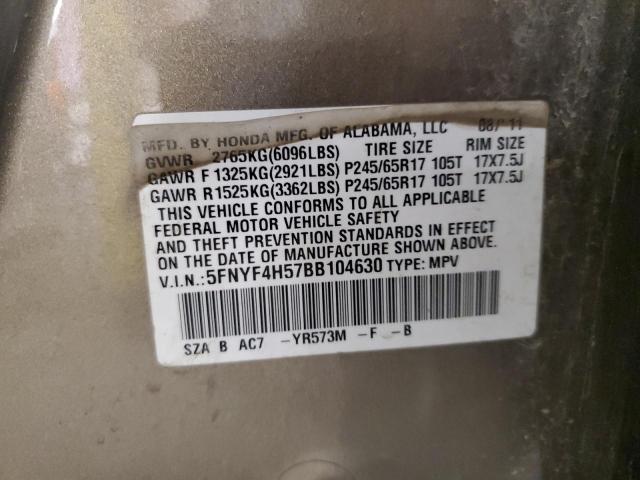 MFD. BY HONDA MFG. OF ALABAMA, LLC 08/ 11
GVWR 2765KG(6096LBS) TIRE SIZE RIM SIZE
GAWR F 1325KG(2921LBS) P245/65R17 105T 17X7.5J
GAWR R1525KG(3362LBS) P245/65R17 105T 17X7.5J
THIS VEHICLE CONFORMS TO ALL APPLICABLE
FEDERAL MOTOR VEHICLE SAFETY
AND THEFT PREVENTION STANDARDS IN EFFECT
ON THE DATE OF MANUFACTURE SHOWN ABOVE.
V.I.N.:5FNYF4H57BB104630 TYPE: MPV
SZA B AC7 -YR573M -F -B